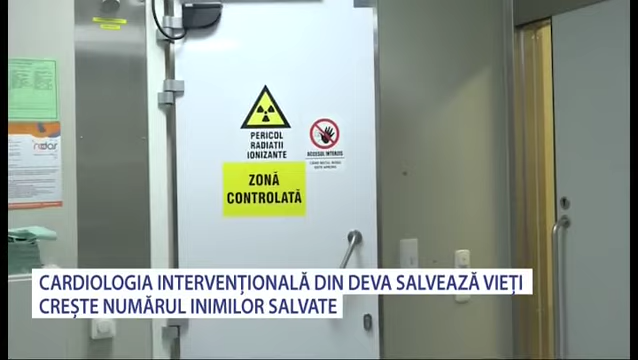 PERICOL
RADIAȚII
IONIZANTE
ACCESUL INTERZIS
ZONĂ
CONTROLATĂ
CARDIOLOGIA INTERVENȚIONALĂ DIN DEVA SALVEAZĂ VIEȚI
CREȘTE NUMĂRUL INIMILOR SALVATE